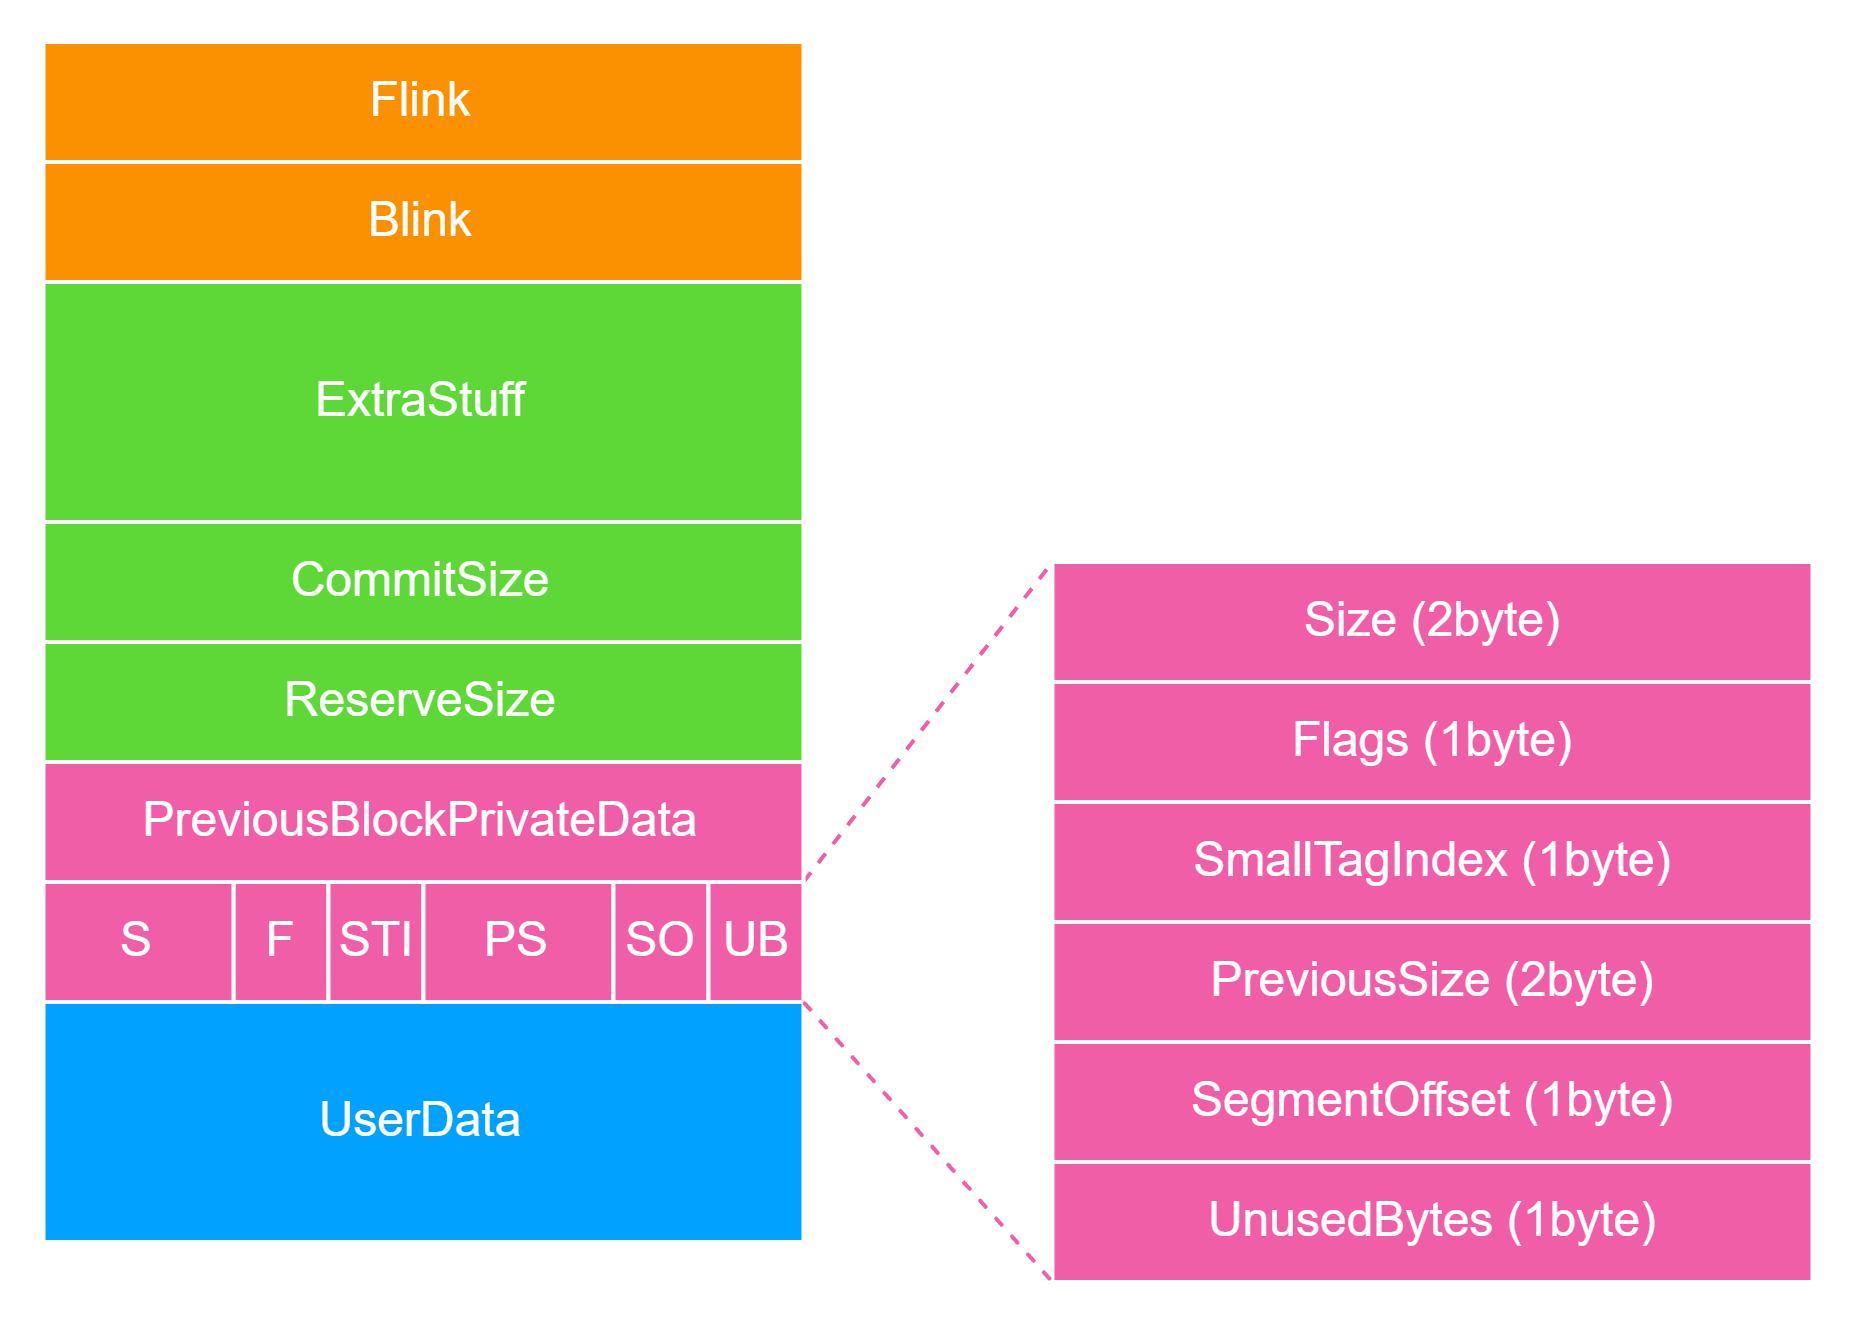 Flink
Blink
ExtraStuff
CommitSize
ReserveSize
PreviousBlockPrivateData
S F STI PS SO UB
UserData
Size (2byte)
Flags (1byte)
SmallTagIndex (1byte)
PreviousSize (2byte)
SegmentOffset (1byte)
UnusedBytes (1byte)